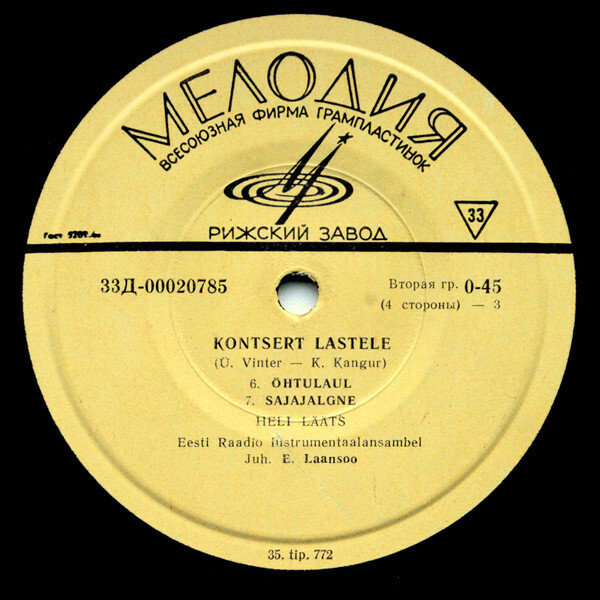 МЕЛОДИЯ
ВСЕСОЮЗНАЯ ФИРМА ГРАМПЛАСТИНОК
33
РИЖСКИЙ ЗАВОД
33Д-00020785
Вторая гр. 0-45
(4 стороны) — 3
KONTSERT LASTELE
(Ü. Vinter — K. Kangur)
6. ÖHTULAUL
7. SAJAJALGNE
HELI LÄÄTS
Eesti Raadio Instrumentaalansambel
Juh. E. Laansoo
35. tip. 772